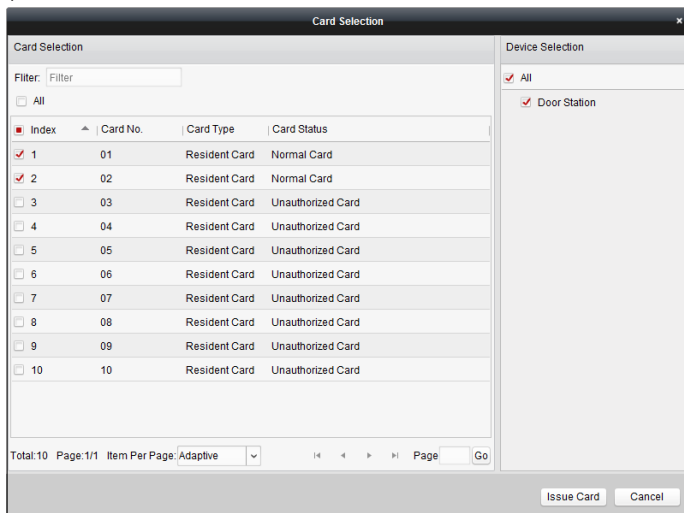 Card Selection ×
Card Selection
Device Selection
Fliter: Filter
All
All
Door Station
Index Card No. Card Type Card Status
1 01 Resident Card Normal Card
2 02 Resident Card Normal Card
3 03 Resident Card Unauthorized Card
4 04 Resident Card Unauthorized Card
5 05 Resident Card Unauthorized Card
6 06 Resident Card Unauthorized Card
7 07 Resident Card Unauthorized Card
8 08 Resident Card Unauthorized Card
9 09 Resident Card Unauthorized Card
10 10 Resident Card Unauthorized Card
Total:10 Page:1/1 Item Per Page: Adaptive Page Go
Issue Card Cancel